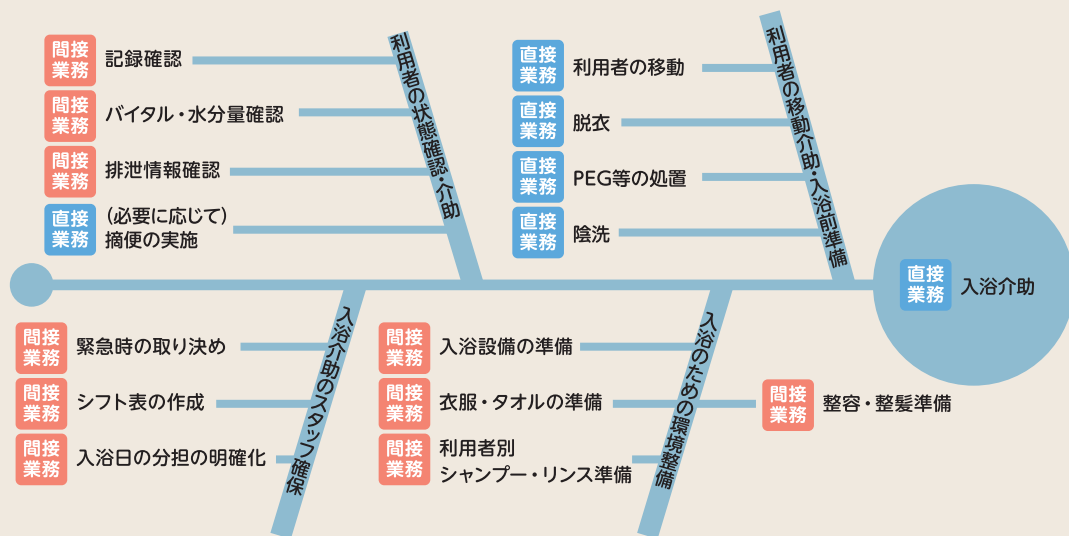 利用者の状態確認・介助
間接
業務
記録確認
間接
業務
バイタル・水分量確認
間接
業務
排泄情報確認
直接
業務
（必要に応じて）
摘便の実施
利用者の移動介助・入浴前準備
直接
業務
利用者の移動
直接
業務
脱衣
直接
業務
PEG等の処置
直接
業務
陰洗
直接
業務
入浴介助
入浴介助のスタッフ確保
間接
業務
緊急時の取り決め
間接
業務
シフト表の作成
間接
業務
入浴日の分担の明確化
入浴のための環境整備
間接
業務
入浴設備の準備
間接
業務
衣服・タオルの準備
間接
業務
利用者別
シャンプー・リンス準備
間接
業務
整容・整髪準備